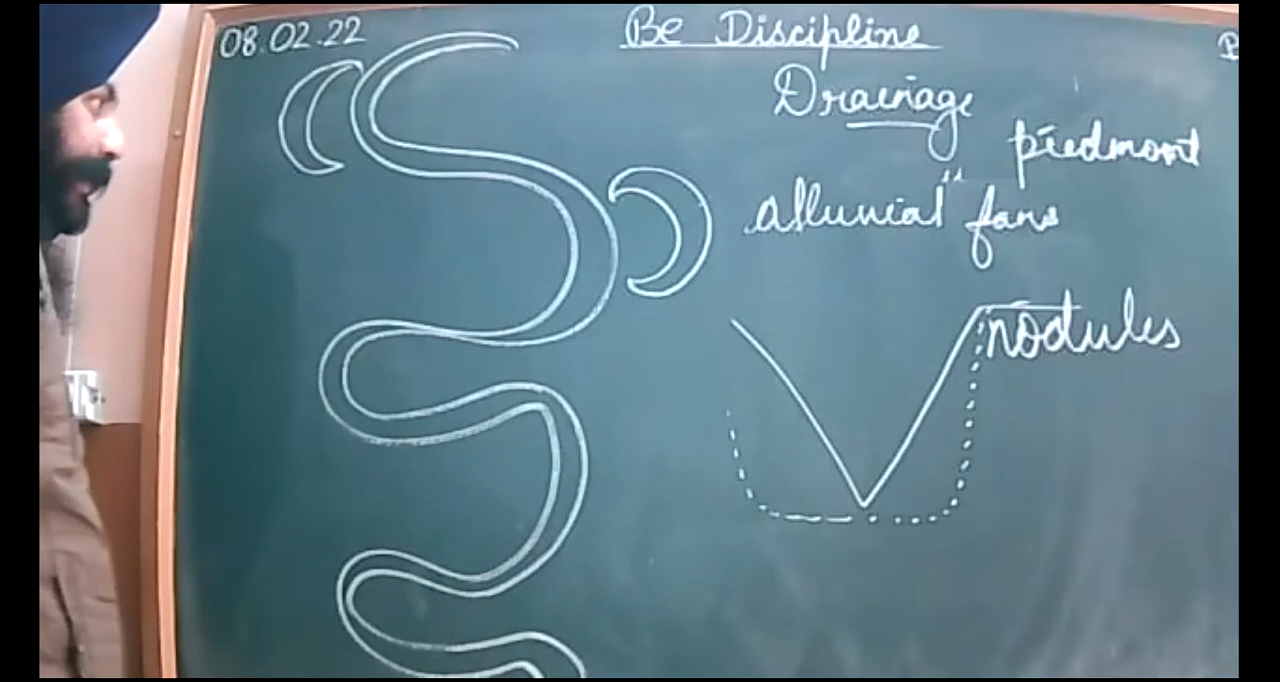 08.02.22
Be Discipline
Drainage
piedmont
alluvial fans
nodules